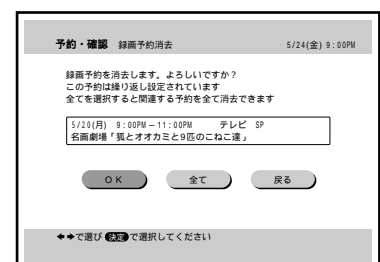 予約・確認 録画予約消去 5/24(金) 9:00PM
録画予約を消去します。よろしいですか？
この予約は繰り返し設定されています
全てを選択すると関連する予約を全て消去できます
5/20(月) 9:00PM－11:00PM テレビ SP
名画劇場「狐とオオカミと9匹のこねこ達」
OK 全て 戻る
で選び 決定 で選択してください